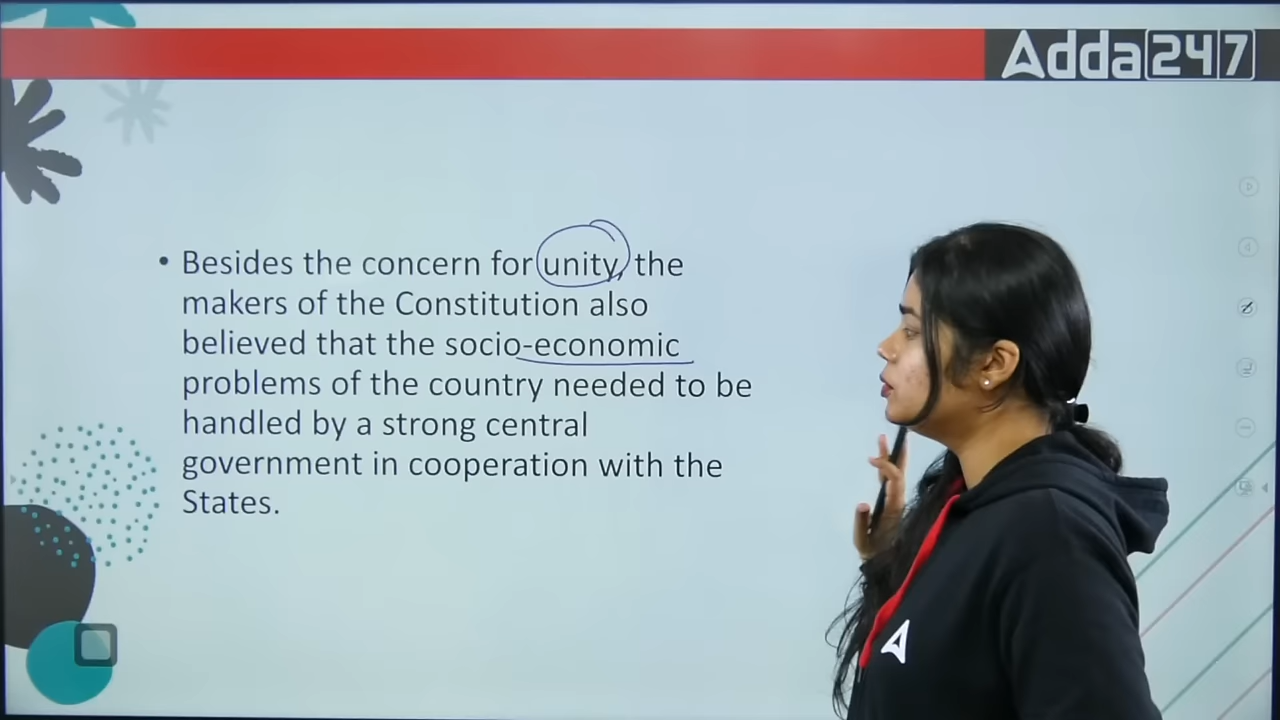 Adda247
• Besides the concern for unity, the
makers of the Constitution also
believed that the socio-economic
problems of the country needed to be
handled by a strong central
government in cooperation with the
States.